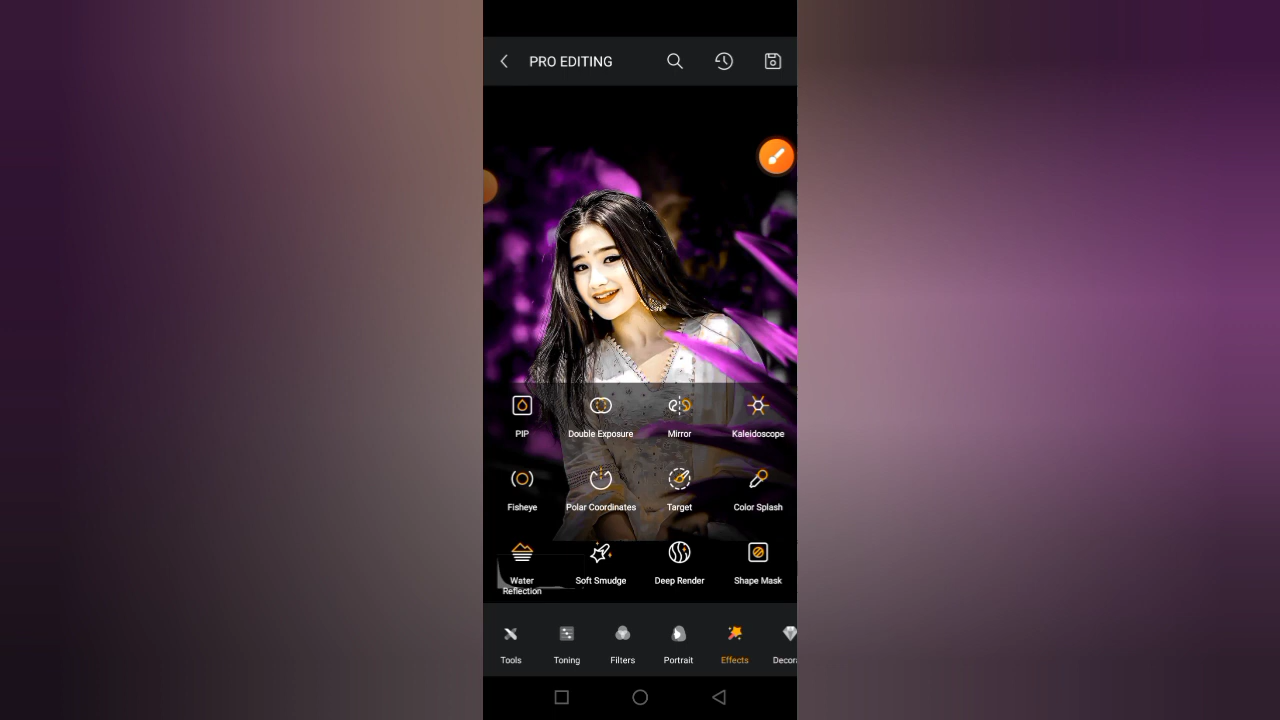 PRO EDITING
PIP
Double Exposure
Mirror
Kaleidoscope
Fisheye
Polar Coordinates
Target
Color Splash
Water
Reflection
Soft Smudge
Deep Render
Shape Mask
Tools
Toning
Filters
Portrait
Effects
Decor